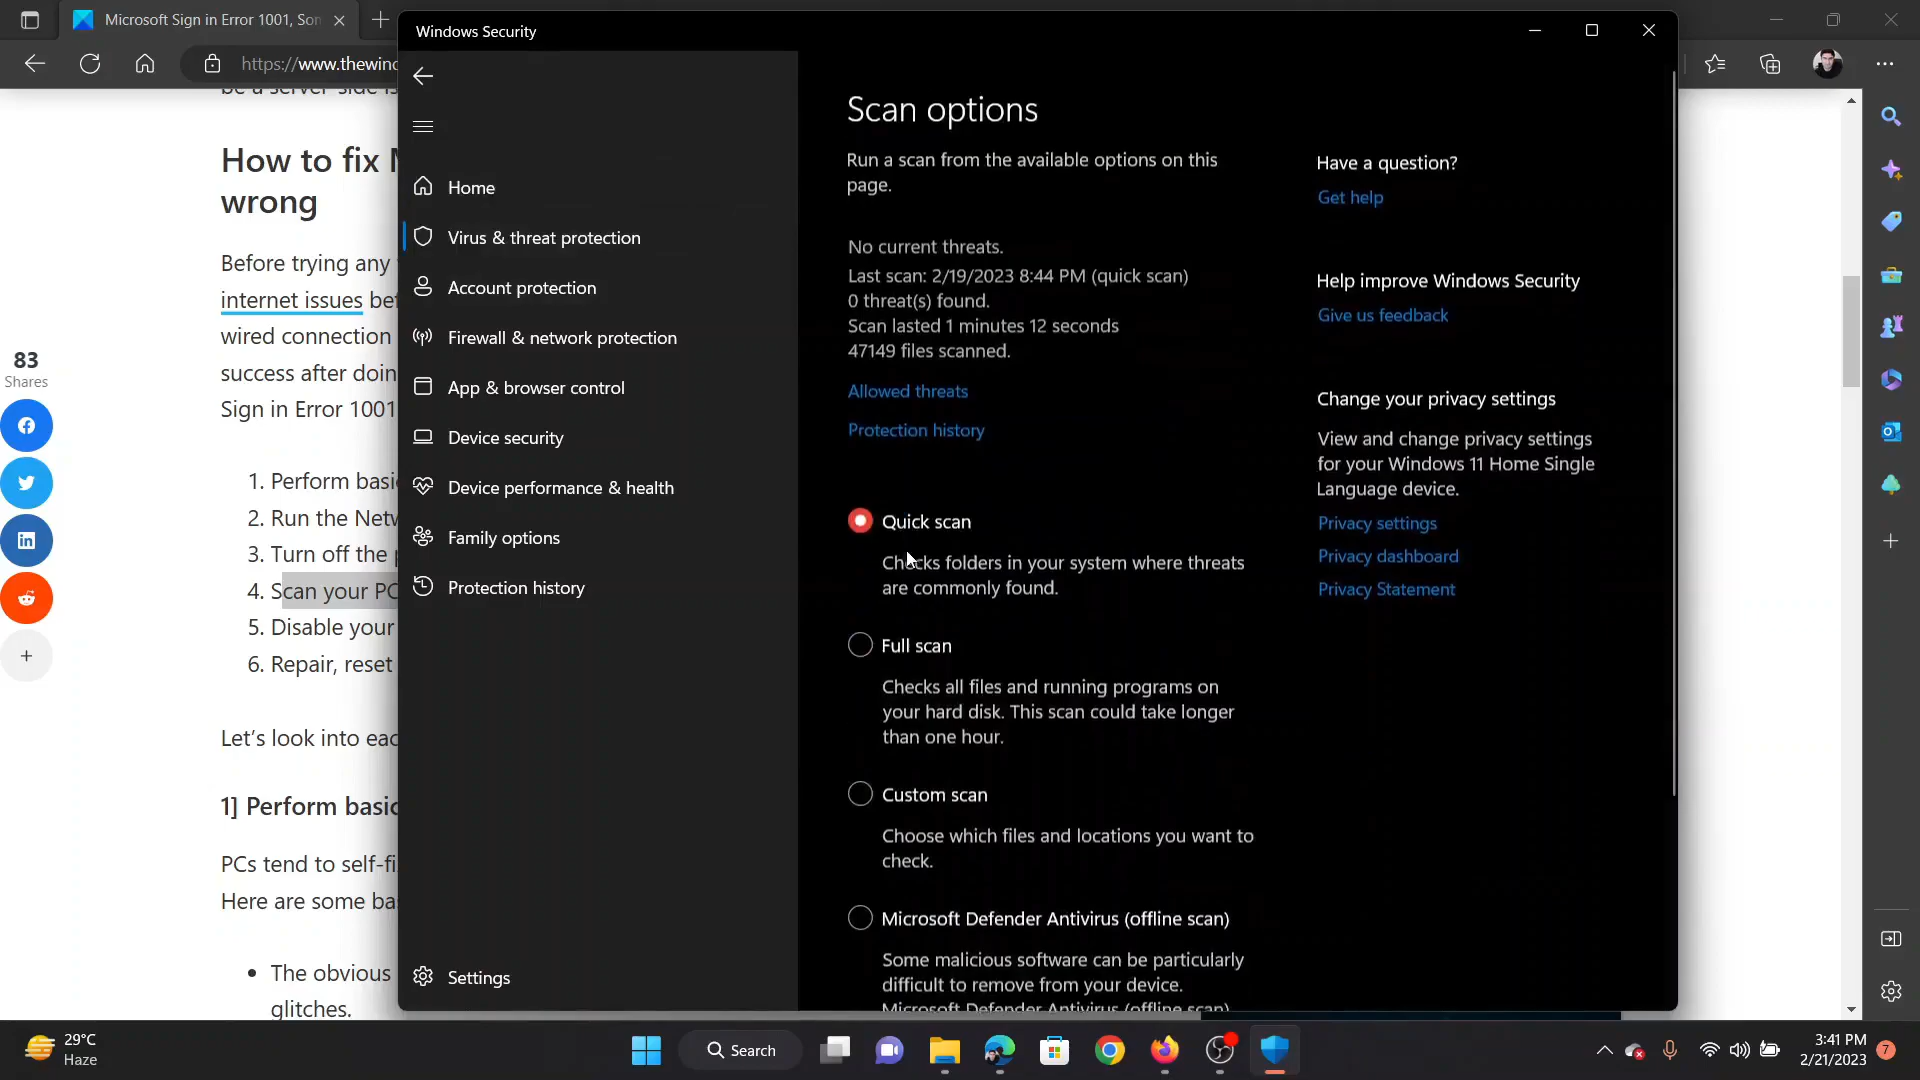 Microsoft Sign in Error 1001, Son
https://www.thewind
be a server-side is
How to fix M
wrong
Before trying any
internet issues bef
wired connection
success after doin
Sign in Error 1001
83
Shares
1. Perform basi
2. Run the Netw
3. Turn off the p
4. Scan your PC
5. Disable your
6. Repair, reset
Let's look into eac
1] Perform basic
PCs tend to self-fi
Here are some ba
The obvious
glitches.
Windows Security
Home
Virus & threat protection
Account protection
Firewall & network protection
App & browser control
Device security
Device performance & health
Family options
Protection history
Settings
Scan options
Run a scan from the available options on this
page.
No current threats.
Last scan: 2/19/2023 8:44 PM (quick scan)
0 threat(s) found.
Scan lasted 1 minutes 12 seconds
47149 files scanned.
Allowed threats
Protection history
Quick scan
Checks folders in your system where threats
are commonly found.
Full scan
Checks all files and running programs on
your hard disk. This scan could take longer
than one hour.
Custom scan
Choose which files and locations you want to
check.
Microsoft Defender Antivirus (offline scan)
Some malicious software can be particularly
difficult to remove from your device.
Microsoft Defender Antivirus (offline scan)
Have a question?
Get help
Help improve Windows Security
Give us feedback
Change your privacy settings
View and change privacy settings
for your Windows 11 Home Single
Language device.
Privacy settings
Privacy dashboard
Privacy Statement
29°C
Haze
Search
3:41 PM
2/21/2023
7